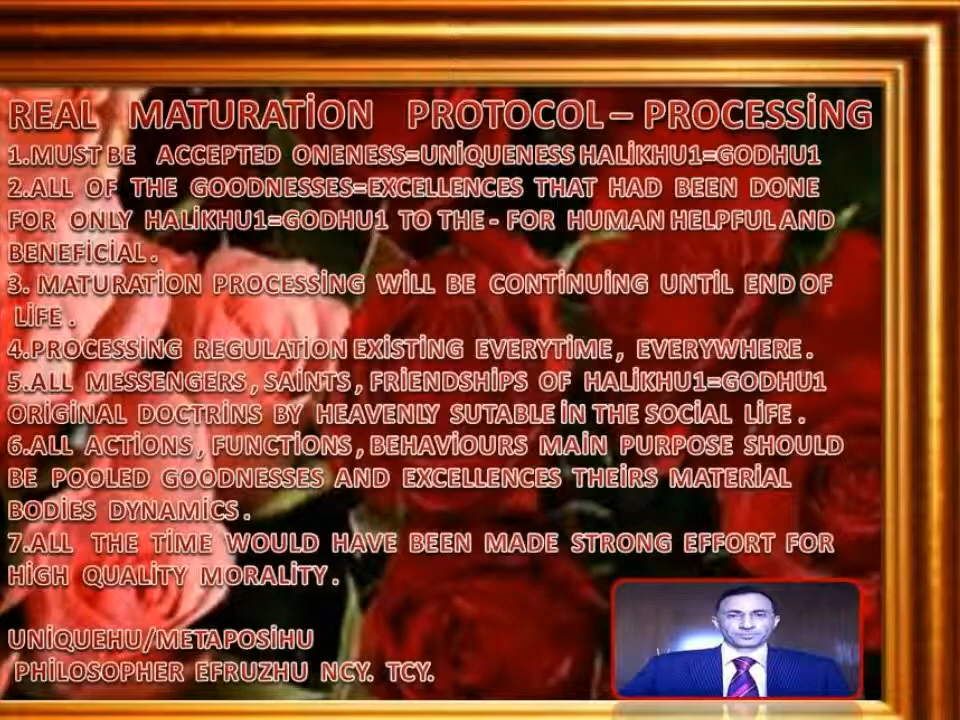 REAL MATURATİON PROTOCOL – PROCESSİNG
1.MUST BE ACCEPTED ONENESS=UNİQUENESS HALİKHU1=GODHU1
2.ALL OF THE GOODNESSES=EXCELLENCES THAT HAD BEEN DONE
FOR ONLY HALİKHU1=GODHU1 TO THE - FOR HUMAN HELPFUL AND
BENEFİCİAL .
3. MATURATİON PROCESSİNG WİLL BE CONTİNUİNG UNTİL END OF
LİFE .
4.PROCESSİNG REGULATİON EXİSTİNG EVERYTİME , EVERYWHERE .
5.ALL MESSENGERS , SAİNTS , FRİENDSHİPS OF HALİKHU1=GODHU1
ORİGİNAL DOCTRİNS BY HEAVENLY SUTABLE İN THE SOCİAL LİFE .
6.ALL ACTİONS , FUNCTİONS , BEHAVİOURS MAİN PURPOSE SHOULD
BE POOLED GOODNESSES AND EXCELLENCES THEİRS MATERİAL
BODİES DYNAMİCS .
7.ALL THE TİME WOULD HAVE BEEN MADE STRONG EFFORT FOR
HİGH QUALİTY MORALİTY .
UNİQUEHU/METAPOSİHU
PHİLOSOPHER EFRUZHU NCY. TCY.